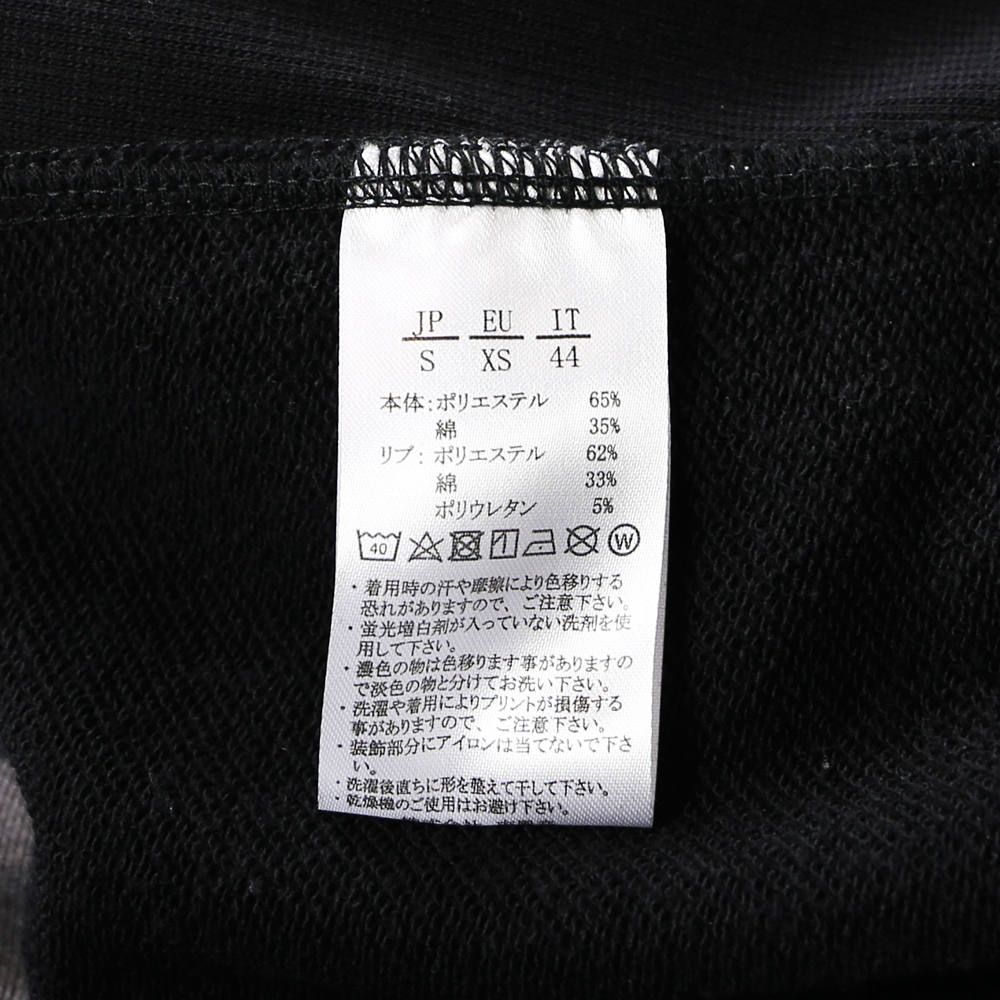 JP EU IT
S XS 44
本体：ポリエステル 65%
綿 35%
リブ：ポリエステル 62%
綿 33%
ポリウレタン 5%
40 W
・着用時の汗や摩擦により色移りする
恐れがありますので、ご注意下さい。
・蛍光増白剤が入っていない洗剤を使
用して下さい。
・濃色の物は色移ります事がありますの
で淡色の物と分けてお洗い下さい。
・洗濯や着用によりプリントが損傷する
事がありますので、ご注意下さい。
・装飾部分にアイロンは当てないで下さ
い。
・洗濯後直ちに形を整えて干して下さい。
・乾燥機のご使用はお避け下さい。